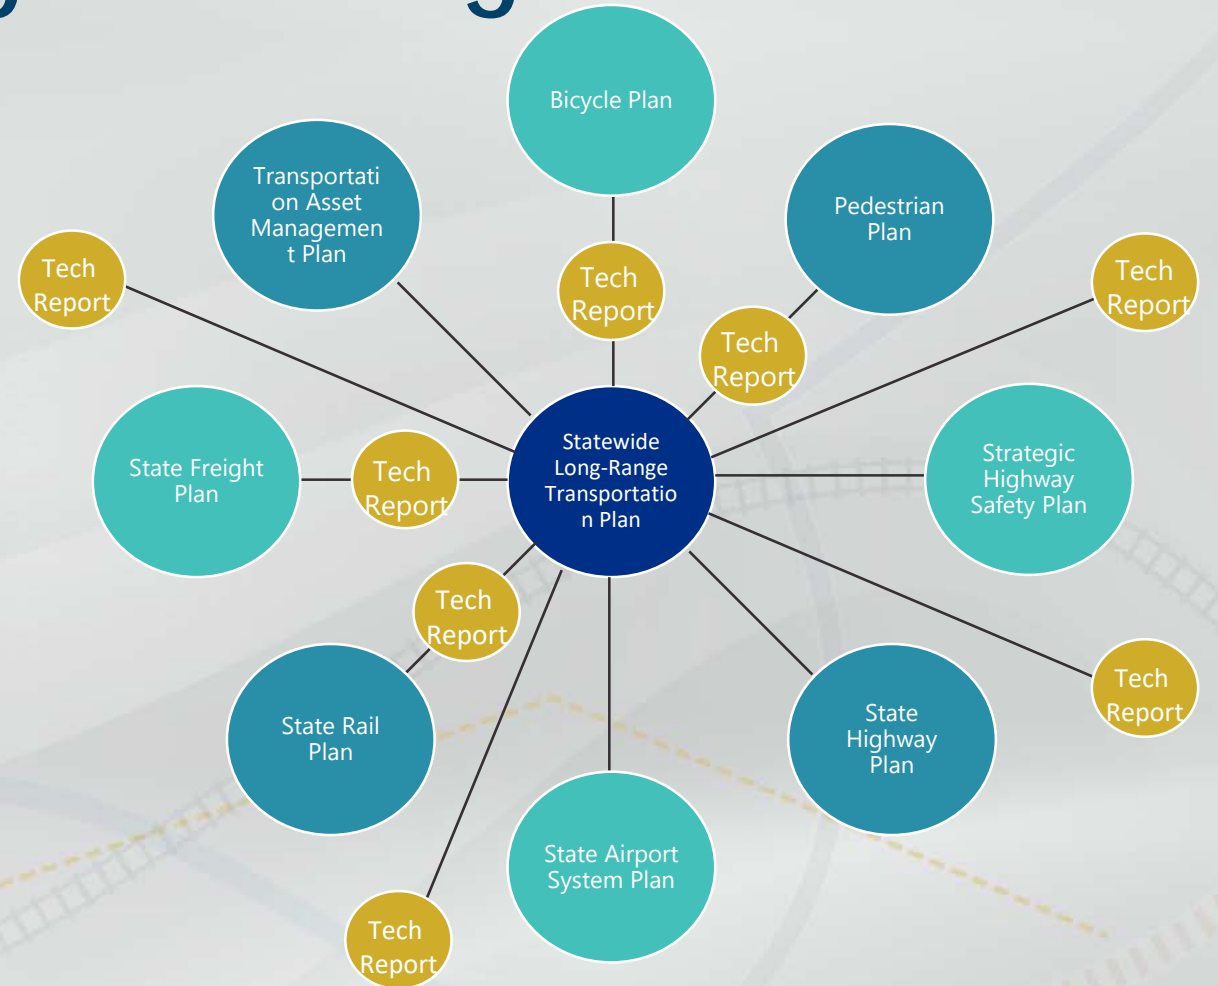 Bicycle Plan
Transportati
on Asset
Managemen
t Plan
Pedestrian
Plan
Tech
Report
Tech
Report
Tech
Report
Tech
Report
Statewide
Long-Range
Transportatio
n Plan
State Freight
Plan
Tech
Report
Strategic
Highway
Safety Plan
Tech
Report
State Rail
Plan
State
Highway
Plan
Tech
Report
State Airport
System Plan
Tech
Report